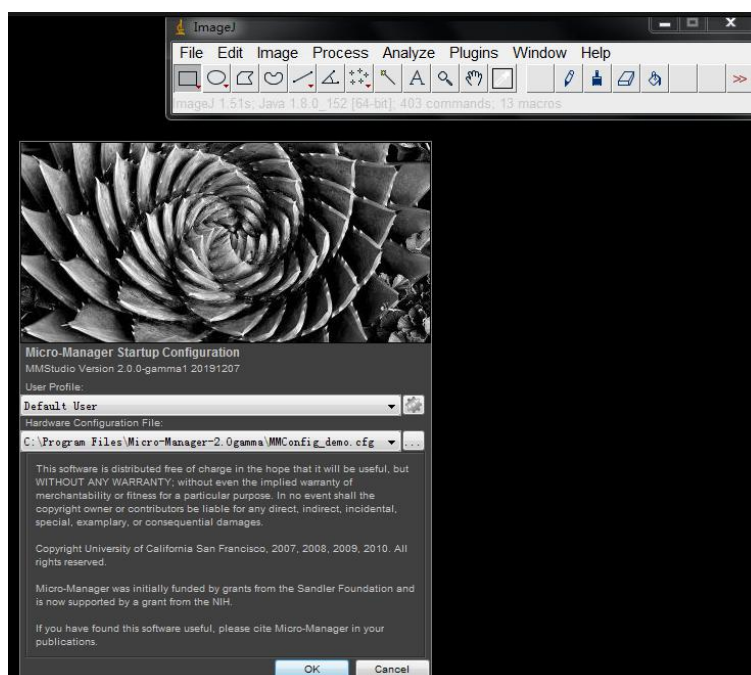 ImageJ
File Edit Image Process Analyze Plugins Window Help
ImageJ 1.51s; Java 1.8.0_152 [64-bit]; 403 commands; 13 macros
Micro-Manager Startup Configuration
MMStudio Version 2.0.0-gamma1 20191207
User Profile:
Default User
Hardware Configuration File:
C:\Program Files\Micro-Manager-2.0gamma\MMConfig_demo.cfg
...
This software is distributed free of charge in the hope that it will be useful, but
WITHOUT ANY WARRANTY; without even the implied warranty of
merchantability or fitness for a particular purpose. In no event shall the
copyright owner or contributors be liable for any direct, indirect, incidental,
special, examplary, or consequential damages.
Copyright University of California San Francisco, 2007, 2008, 2009, 2010. All
rights reserved.
Micro-Manager was initially funded by grants from the Sandler Foundation and
is now supported by a grant from the NIH.
If you have found this software useful, please cite Micro-Manager in your
publications.
OK Cancel